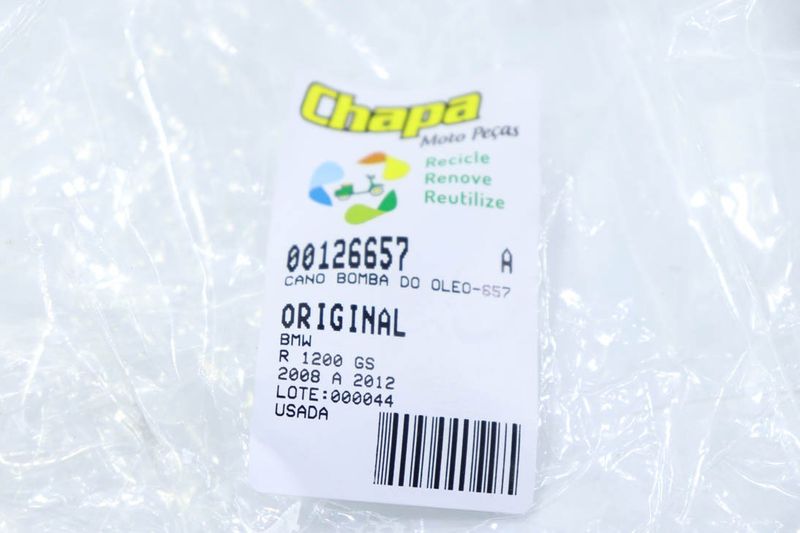 Chapa
Moto Peças
Recicle
Renove
Reutilize
00126657 A
CANO BOMBA DO OLEO-657
ORIGINAL
BMW
R 1200 GS
2008 A 2012
LOTE:000044
USADA